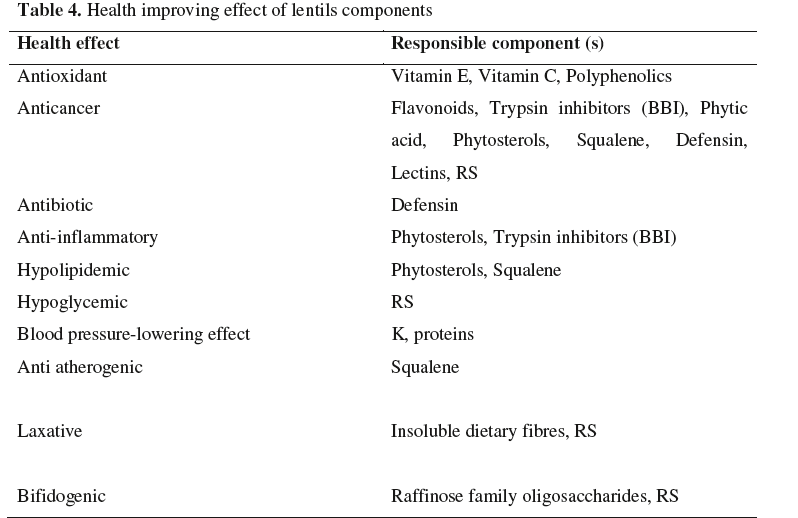 Table 4. Health improving effect of lentils components
Health effect Responsible component (s)
Antioxidant Vitamin E, Vitamin C, Polyphenolics
Anticancer Flavonoids, Trypsin inhibitors (BBI), Phytic
acid, Phytosterols, Squalene, Defensin,
Lectins, RS
Antibiotic Defensin
Anti-inflammatory Phytosterols, Trypsin inhibitors (BBI)
Hypolipidemic Phytosterols, Squalene
Hypoglycemic RS
Blood pressure-lowering effect K, proteins
Anti atherogenic Squalene
Laxative Insoluble dietary fibres, RS
Bifidogenic Raffinose family oligosaccharides, RS